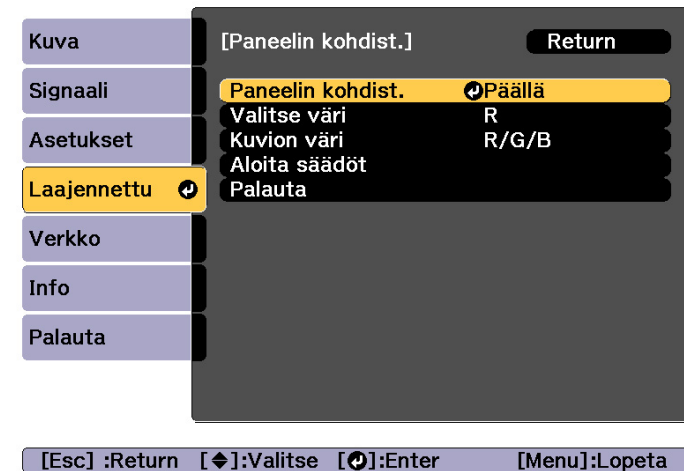 Kuva
Signaali
Asetukset
Laajennettu
Verkko
Info
Palauta
[Paneelin kohdist.] Return
Paneelin kohdist. Päällä
Valitse väri R
Kuvion väri R/G/B
Aloita säädöt
Palauta
[Esc] :Return [◆]:Valitse [⏎]:Enter [Menu]:Lopeta